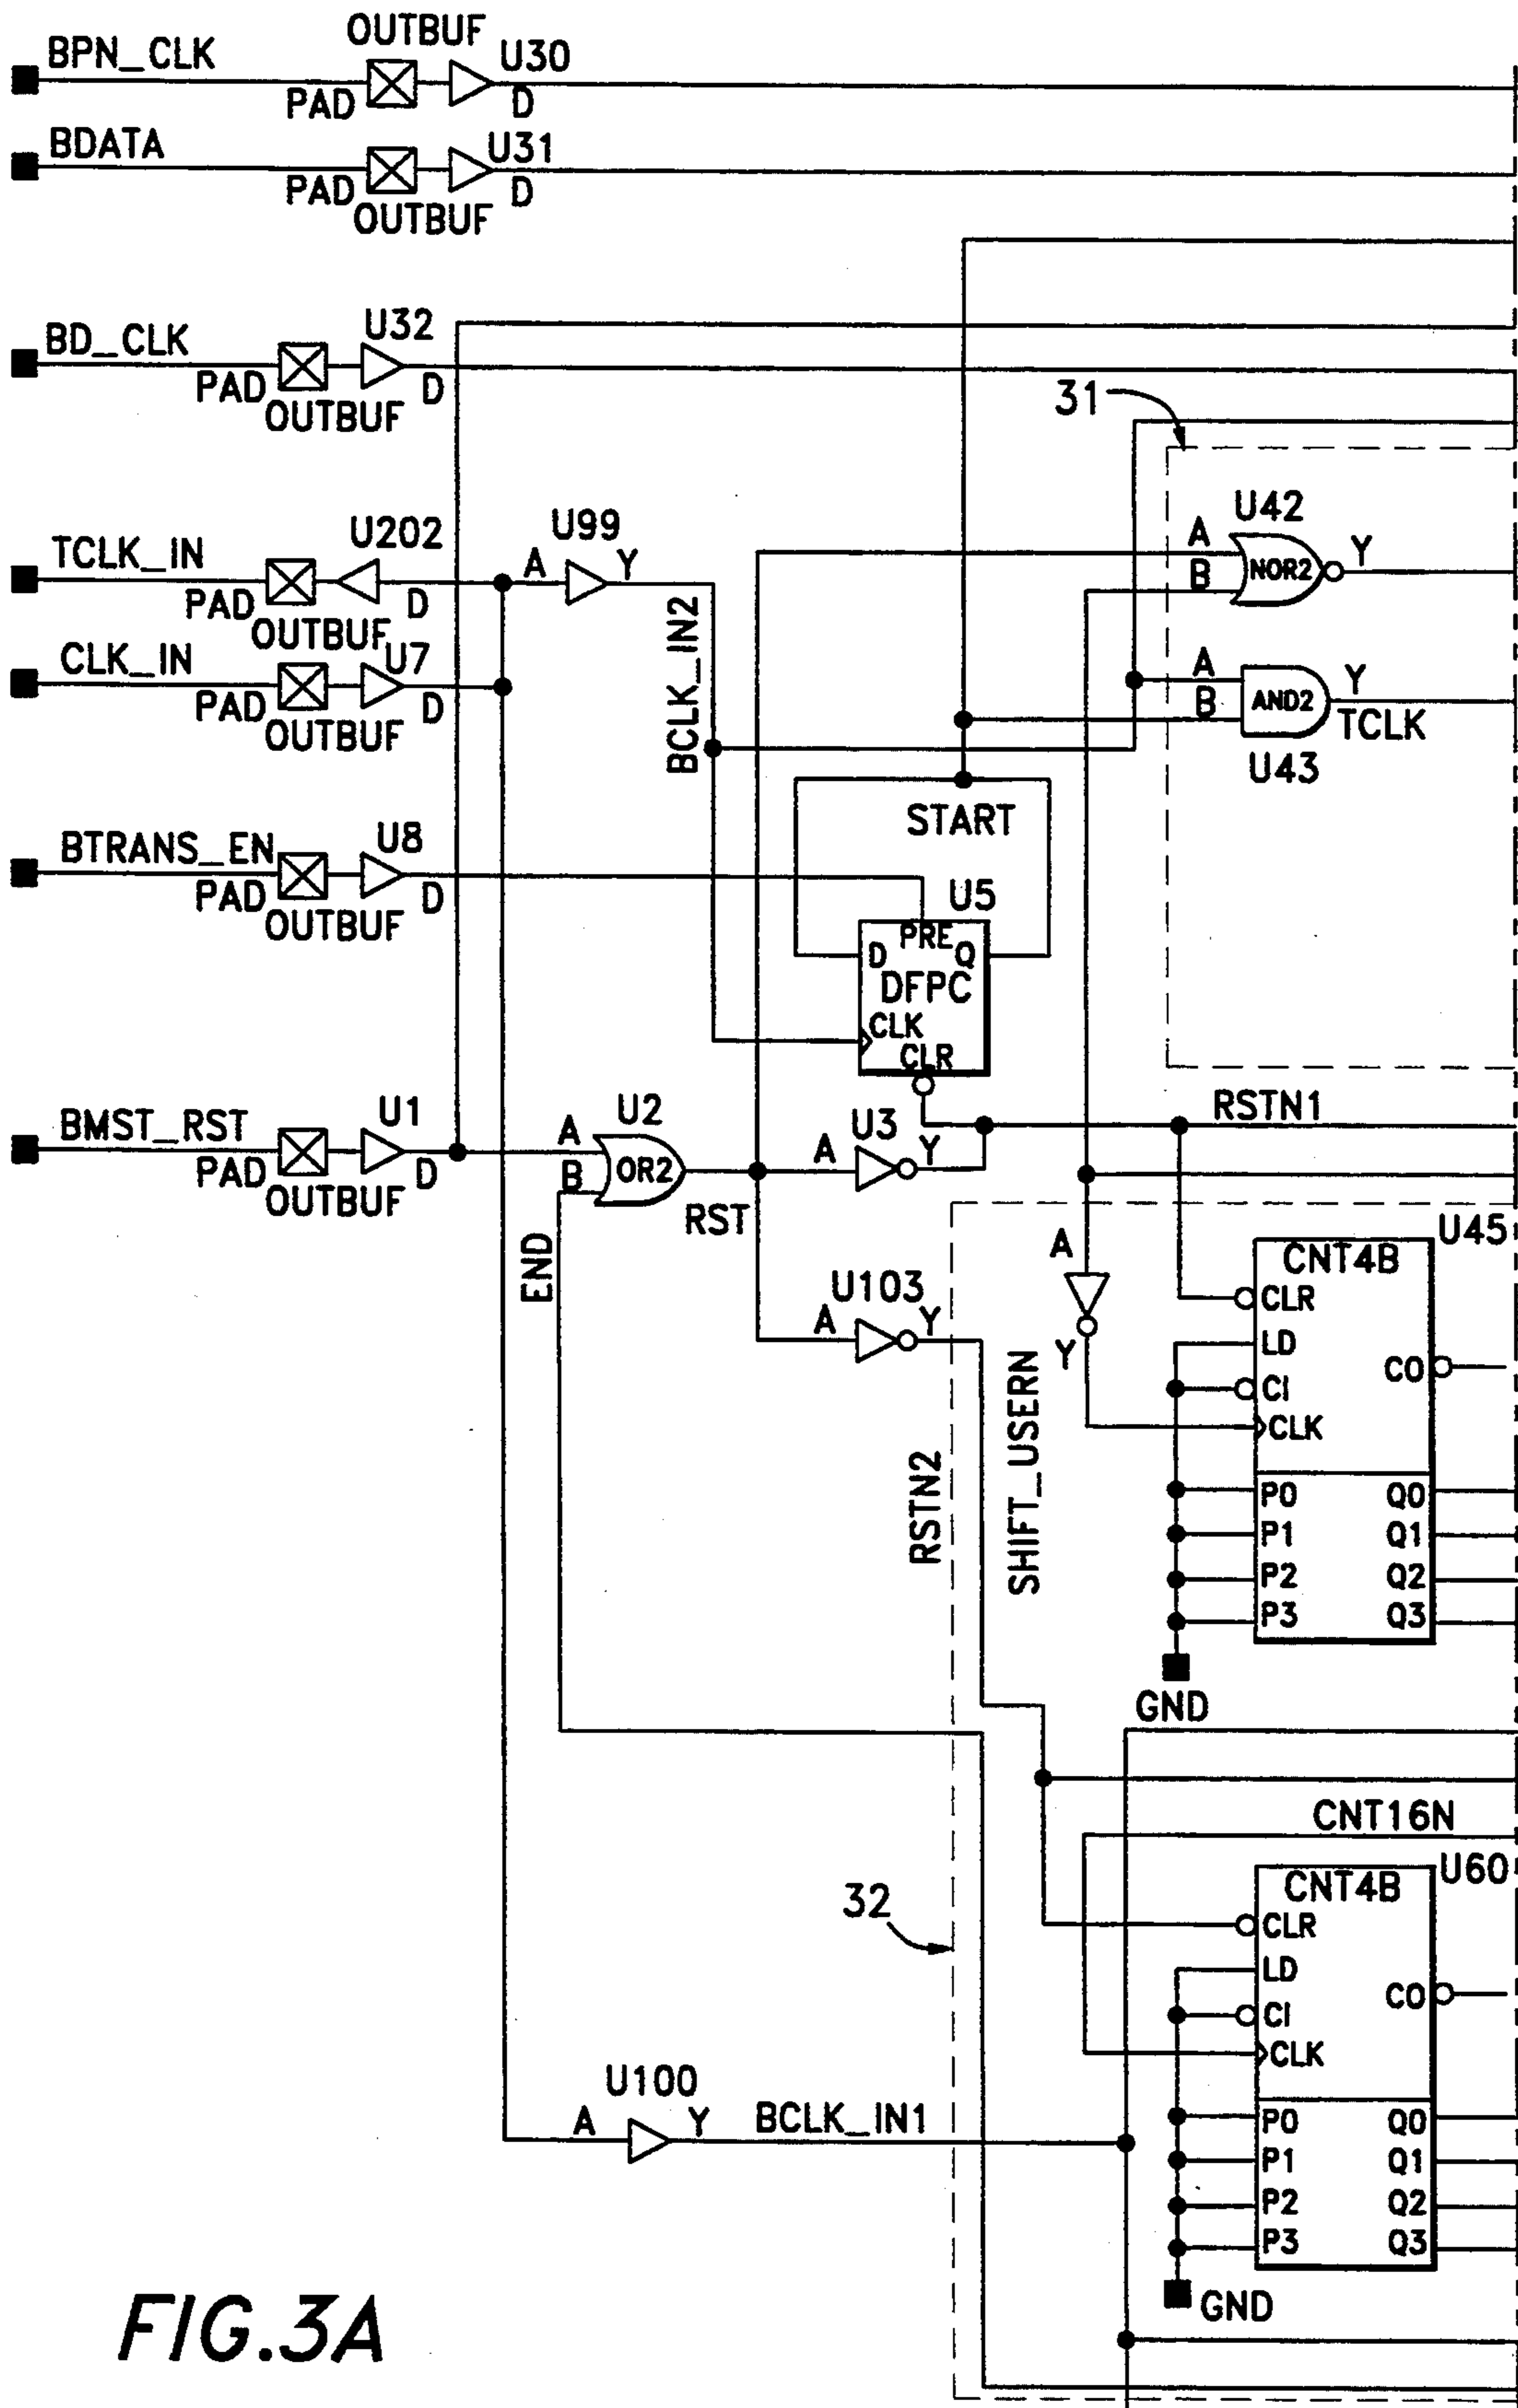 OUTBUF
BPN_CLK
U30
PAD
D
BDATA
U31
PAD
D
OUTBUF
BD_CLK
U32
PAD
D
OUTBUF
31
TCLK_IN
U202
U99
A
Y
PAD
D
OUTBUF
BCLK_IN2
U42
A
B
NOR2
Y
CLK_IN
U7
PAD
D
OUTBUF
A
B
AND2
Y
TCLK
U43
START
BTRANS_EN
U8
PAD
D
OUTBUF
U5
PRE
D
Q
DFPC
CLK
CLR
BMST_RST
U1
PAD
D
OUTBUF
U2
A
B
OR2
RST
U3
A
Y
RSTN1
END
U103
A
Y
RSTN2
SHIFT_USERN
A
Y
U45
CNT4B
CLR
LD
CO
CI
CLK
P0 Q0
P1 Q1
P2 Q2
P3 Q3
GND
CNT16N
U60
CNT4B
CLR
LD
CO
CI
CLK
P0 Q0
P1 Q1
P2 Q2
P3 Q3
GND
32
U100
A
Y
BCLK_IN1
FIG.3A